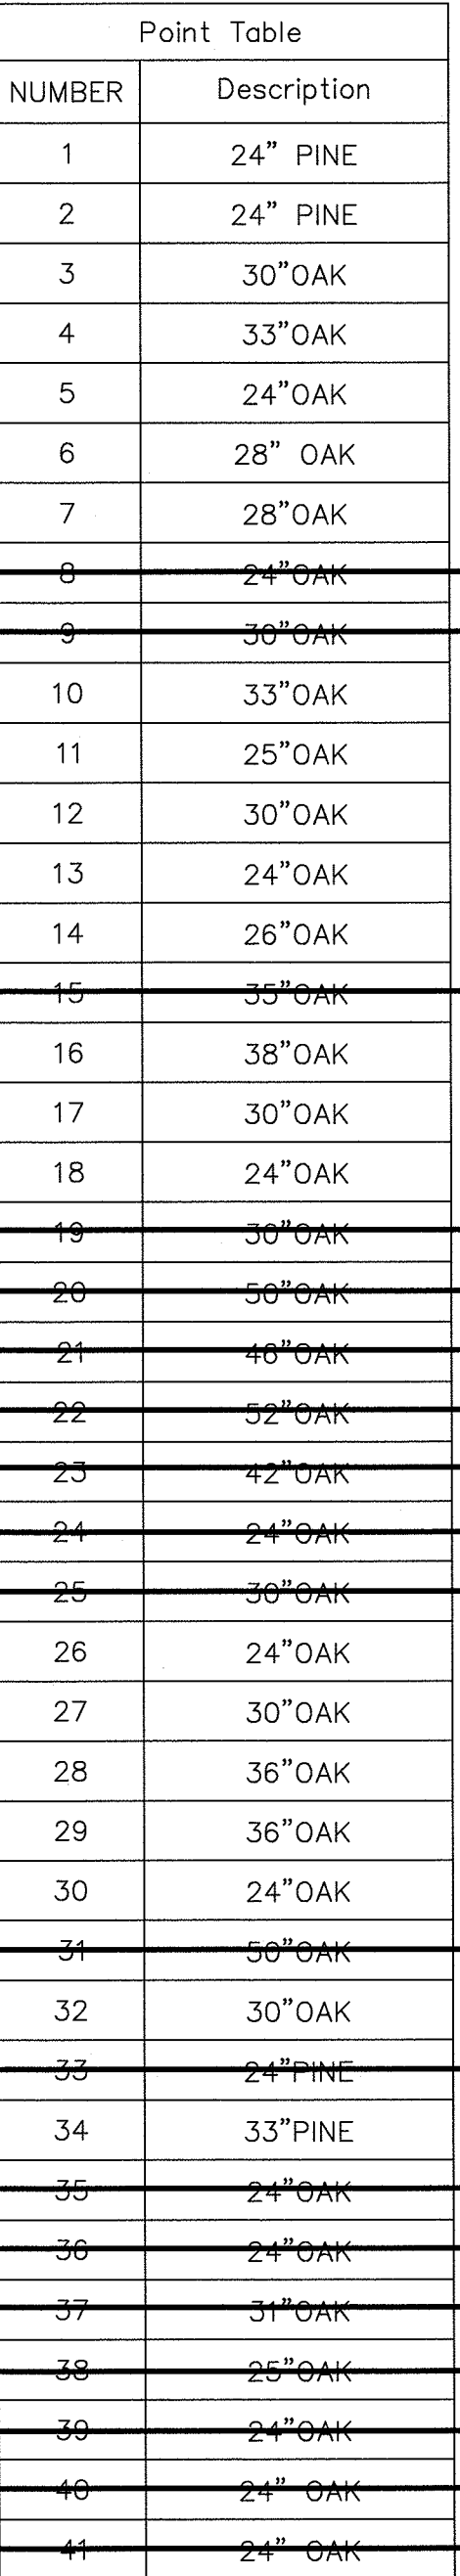 Point Table
NUMBER Description
1 24" PINE
2 24" PINE
3 30"OAK
4 33"OAK
5 24"OAK
6 28" OAK
7 28"OAK
8 24"OAK
9 30"OAK
10 33"OAK
11 25"OAK
12 30"OAK
13 24"OAK
14 26"OAK
15 35"OAK
16 38"OAK
17 30"OAK
18 24"OAK
19 30"OAK
20 50"OAK
21 "OAK
22 52"OAK
23 42"OAK
24 24"OAK
25 30"OAK
26 24"OAK
27 30"OAK
28 36"OAK
29 36"OAK
30 24"OAK
31 50"OAK
32 30"OAK
33 24"PINE
34 33"PINE
35 24"OAK
36 24"OAK
37 31"OAK
38 25"OAK
39 24"OAK
40 24" OAK
41 24" OAK